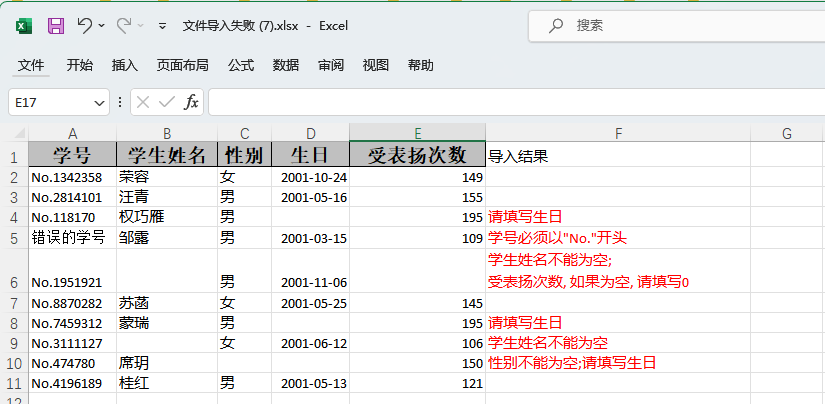 文件导入失败 (7).xlsx - Excel
搜索
文件 开始 插入 页面布局 公式 数据 审阅 视图 帮助
E17 fx
A B C D E F G
1 学号 学生姓名 性别 生日 受表扬次数 导入结果
2 No.1342358 荣容 女 2001-10-24 149
3 No.2814101 汪青 男 2001-05-16 155
4 No.118170 权巧雁 男 195 请填写生日
5 错误的学号 邹露 男 2001-03-15 109 学号必须以"No."开头
学生姓名不能为空;
6 No.1951921 男 2001-11-06 受表扬次数, 如果为空, 请填写0
7 No.8870282 苏菡 女 2001-05-25 145
8 No.7459312 蒙瑞 男 195 请填写生日
9 No.3111127 女 2001-06-12 106 学生姓名不能为空
10 No.474780 席玥 150 性别不能为空;请填写生日
11 No.4196189 桂红 男 2001-05-13 121
12